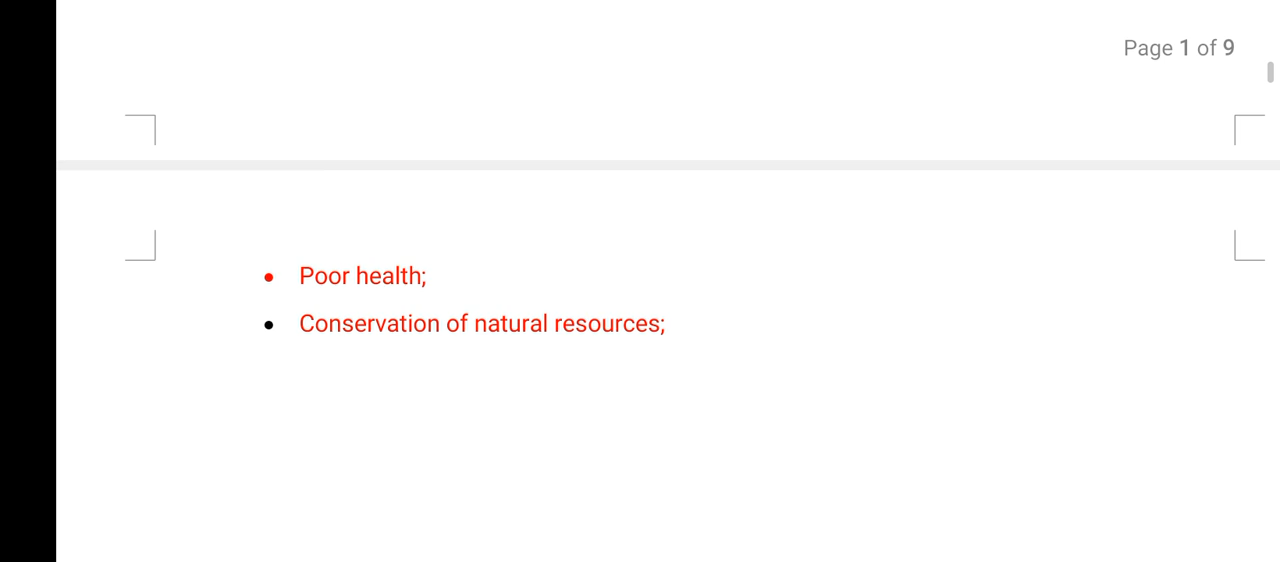 Page 1 of 9
• Poor health;
• Conservation of natural resources;